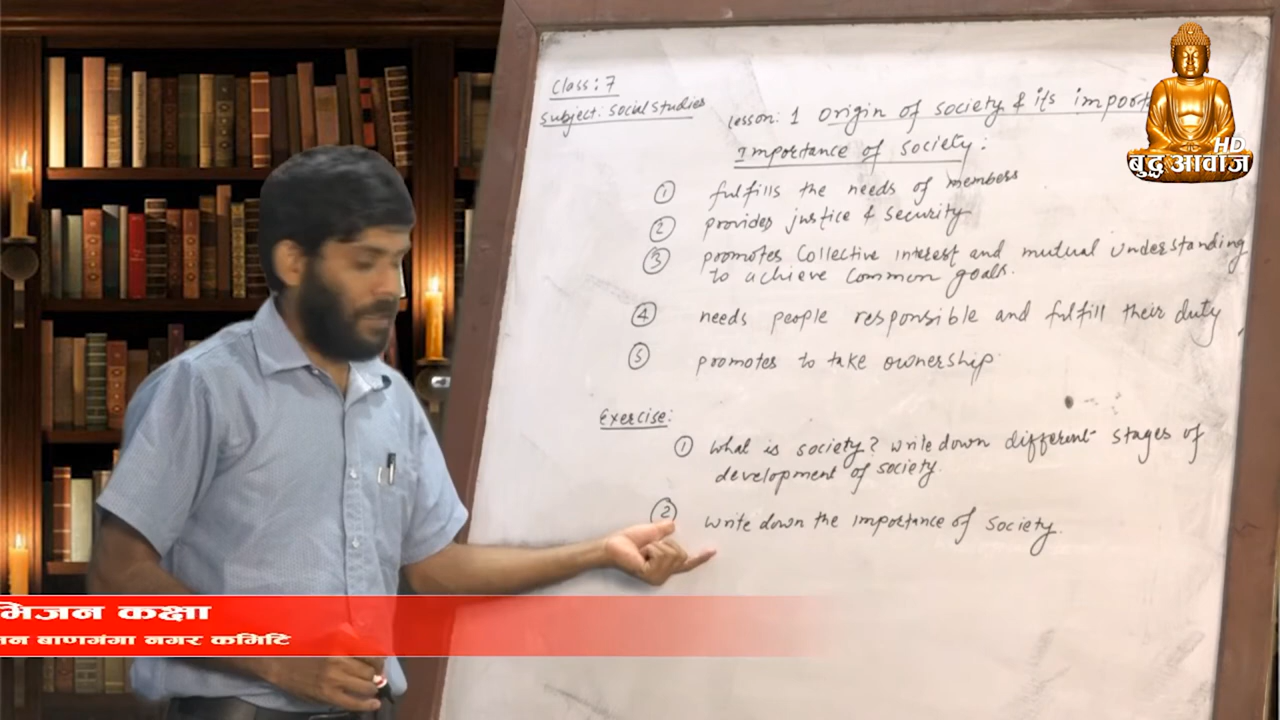 Class: 7
Subject: Social studies
Lesson: 1 Origin of society & its
Importance of society:
① fulfills the needs of members
② provides justice & security
③ promotes collective interest and mutual understanding
to achieve common goals.
④ needs people responsible and fulfill their duty
⑤ promotes to take ownership
Exercise:
① what is society? write down different stages of
development of society.
② write down the importance of society.
HD
बुद्ध आवाज
कक्षा
बाणगंगा नगर कमिटि